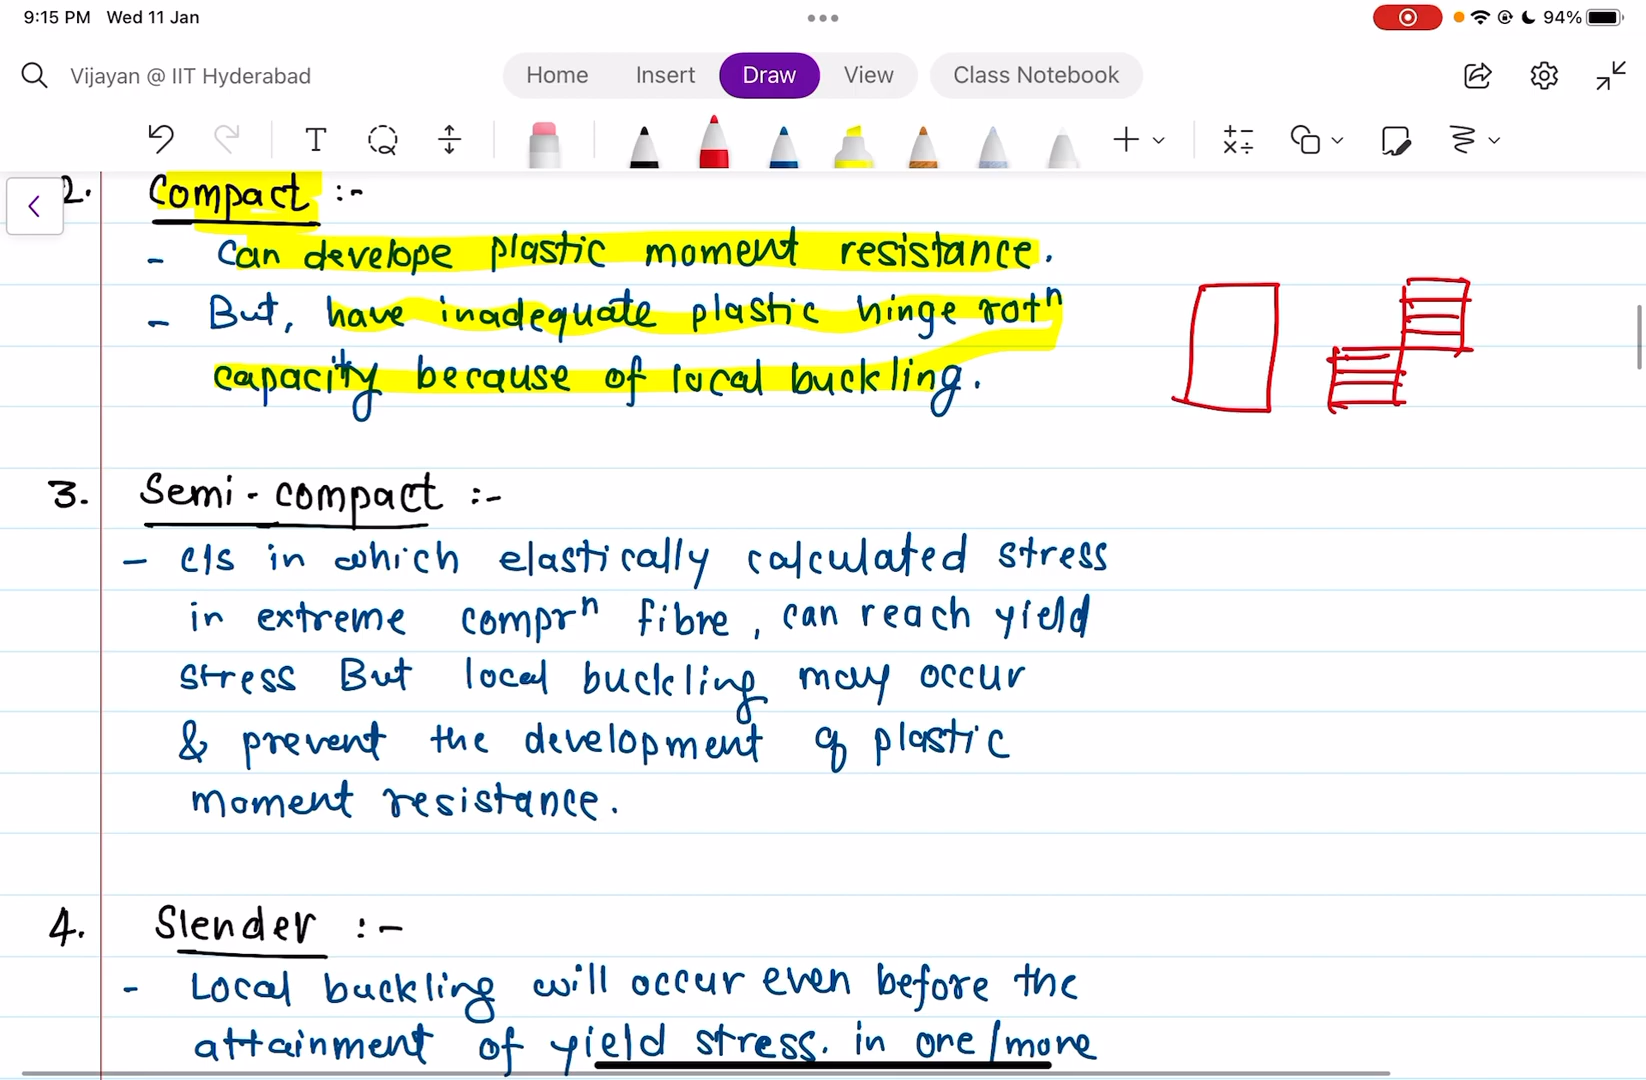 9:15 PM Wed 11 Jan
94%
Vijayan @ IIT Hyderabad
Home Insert Draw View Class Notebook
2. Compact :-
- Can develope plastic moment resistance.
- But, have inadequate plastic hinge rotⁿ
capacity because of local buckling.
3. Semi-compact :-
- c/s in which elastically calculated stress
in extreme comprⁿ fibre, can reach yield
stress But local buckling may occur
& prevent the development of plastic
moment resistance.
4. Slender :-
- Local buckling will occur even before the
attainment of yield stress. in one/more